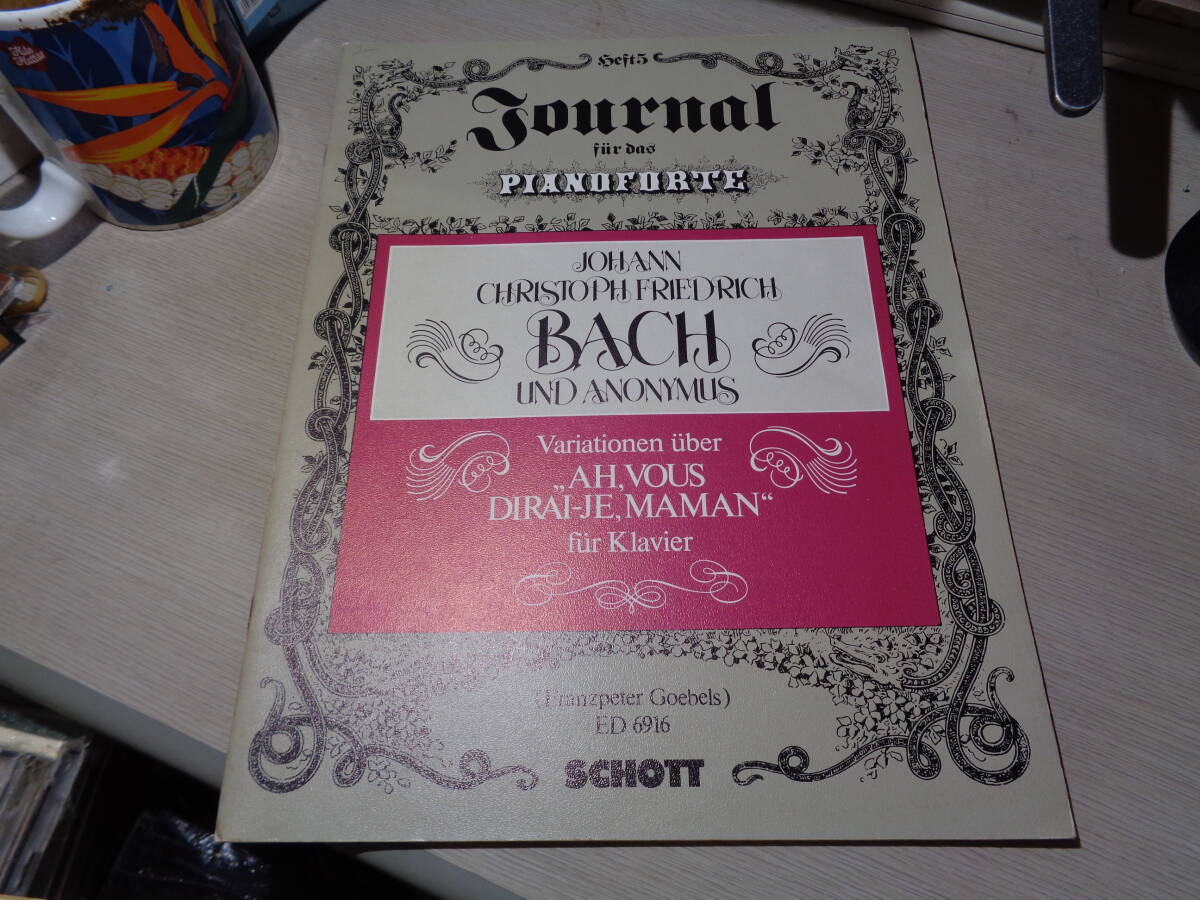 Heft 5
Journal
für das
PIANOFORTE
JOHANN
CHRISTOPH FRIEDRICH
BACH
UND ANONYMUS
Variationen über
„AH, VOUS
DIRAI-JE, MAMAN“
für Klavier
(Franzpeter Goebels)
ED 6916
SCHOTT